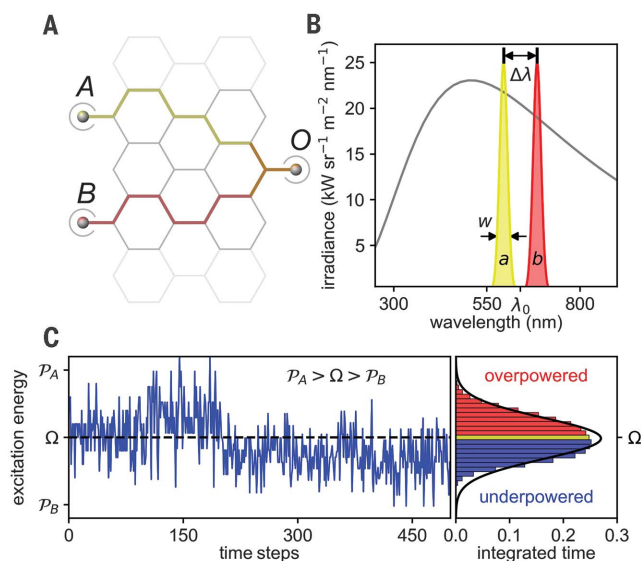 A
A
B
O
B
irradiance (kW sr⁻¹ m⁻² nm⁻¹)
25
20
15
10
5
Δλ
w
a
b
300
550
λ₀
800
wavelength (nm)
C
excitation energy
𝒫_A
Ω
𝒫_B
𝒫_A > Ω > 𝒫_B
0
150
300
450
time steps
overpowered
underpowered
Ω
0.0
0.1
0.2
0.3
integrated time